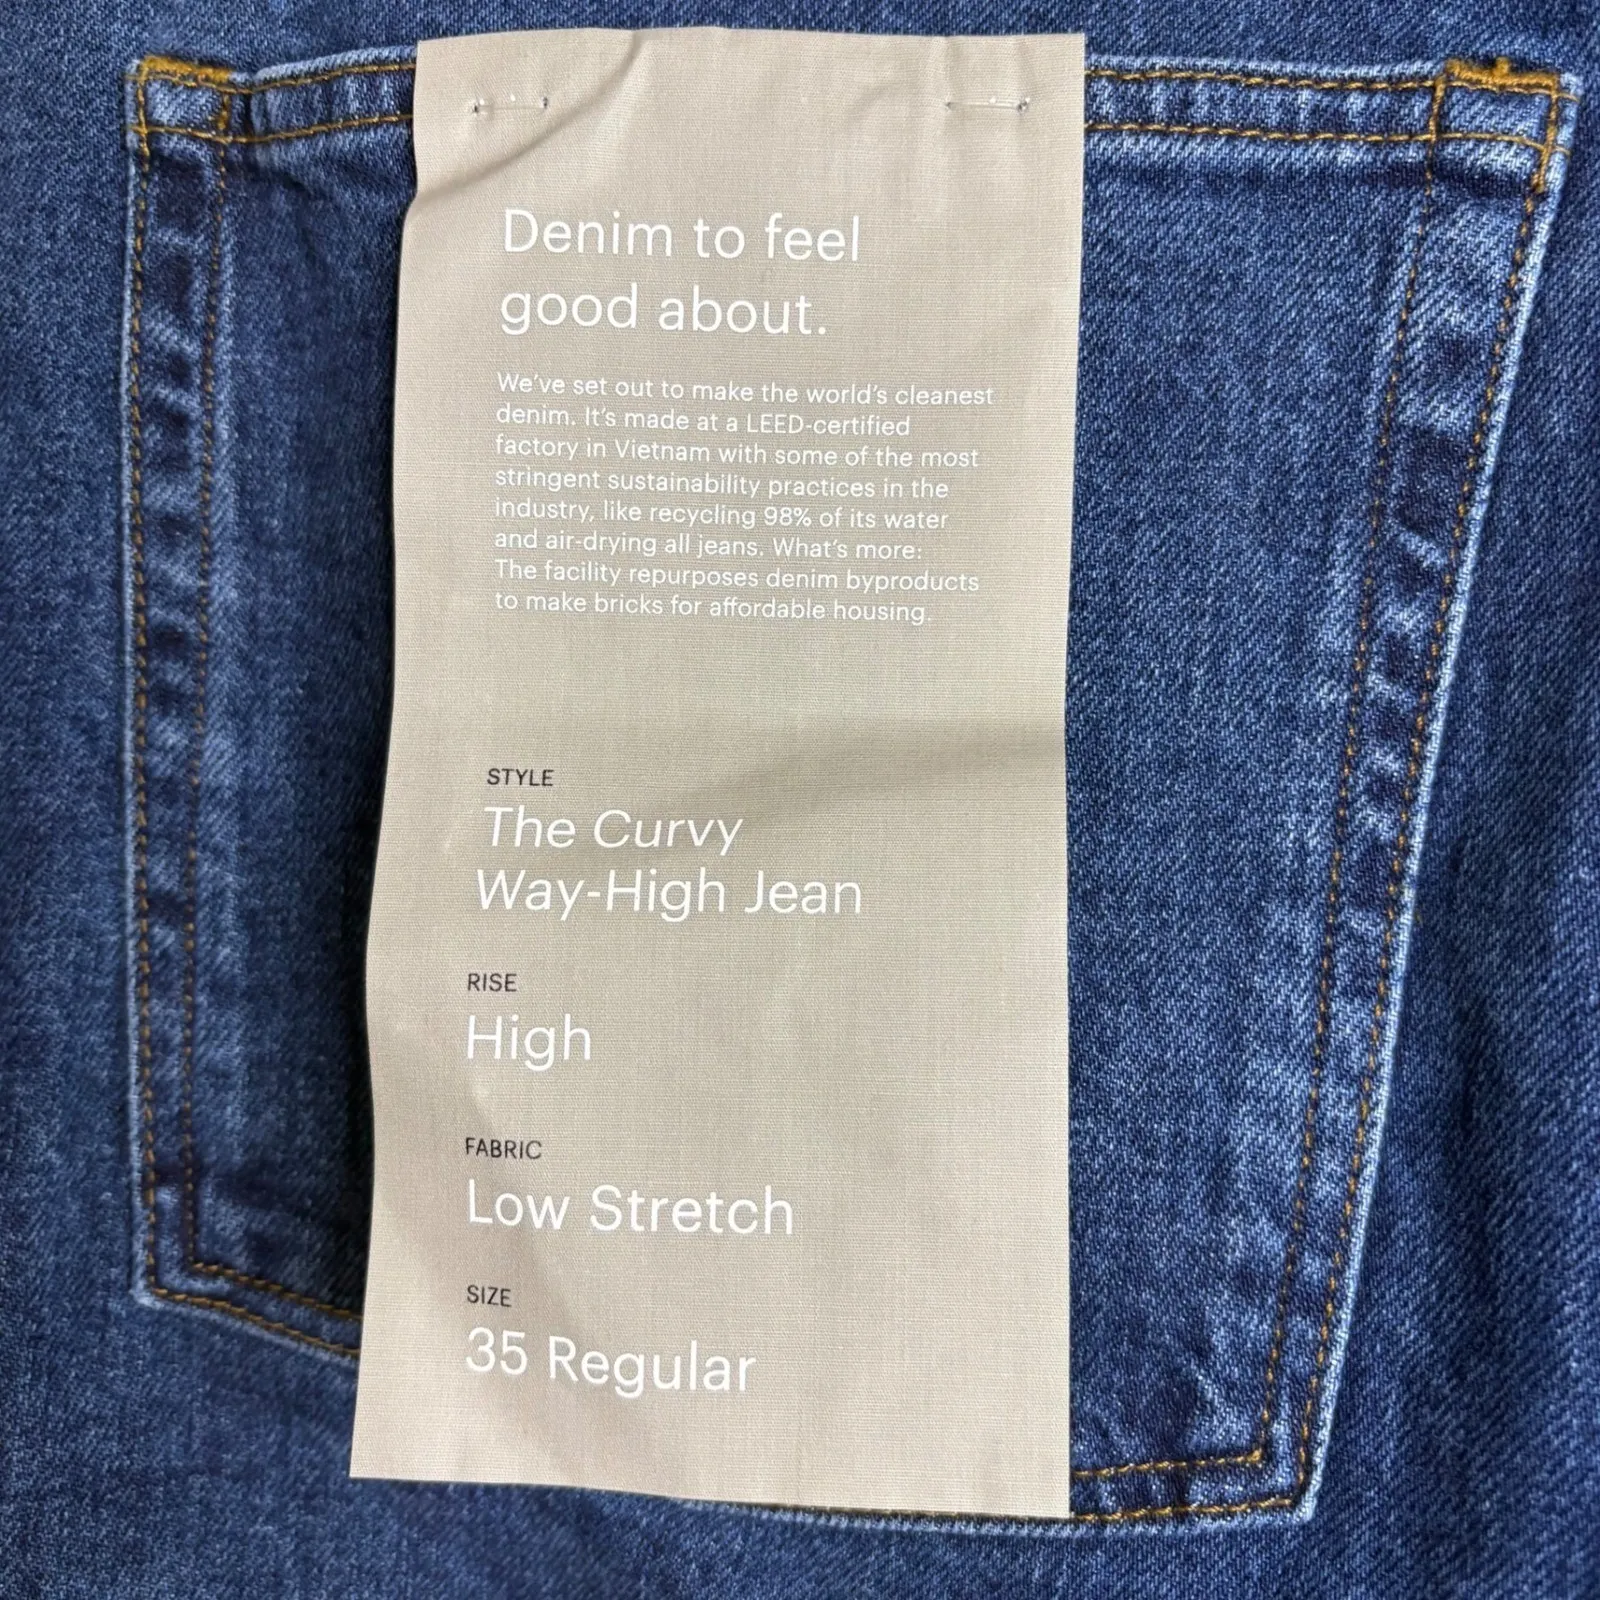 Denim to feel
good about.
We've set out to make the world's cleanest
denim. It's made at a LEED-certified
factory in Vietnam with some of the most
stringent sustainability practices in the
industry, like recycling 98% of its water
and air-drying all jeans. What's more:
The facility repurposes denim byproducts
to make bricks for affordable housing.
STYLE
The Curvy
Way-High Jean
RISE
High
FABRIC
Low Stretch
SIZE
35 Regular